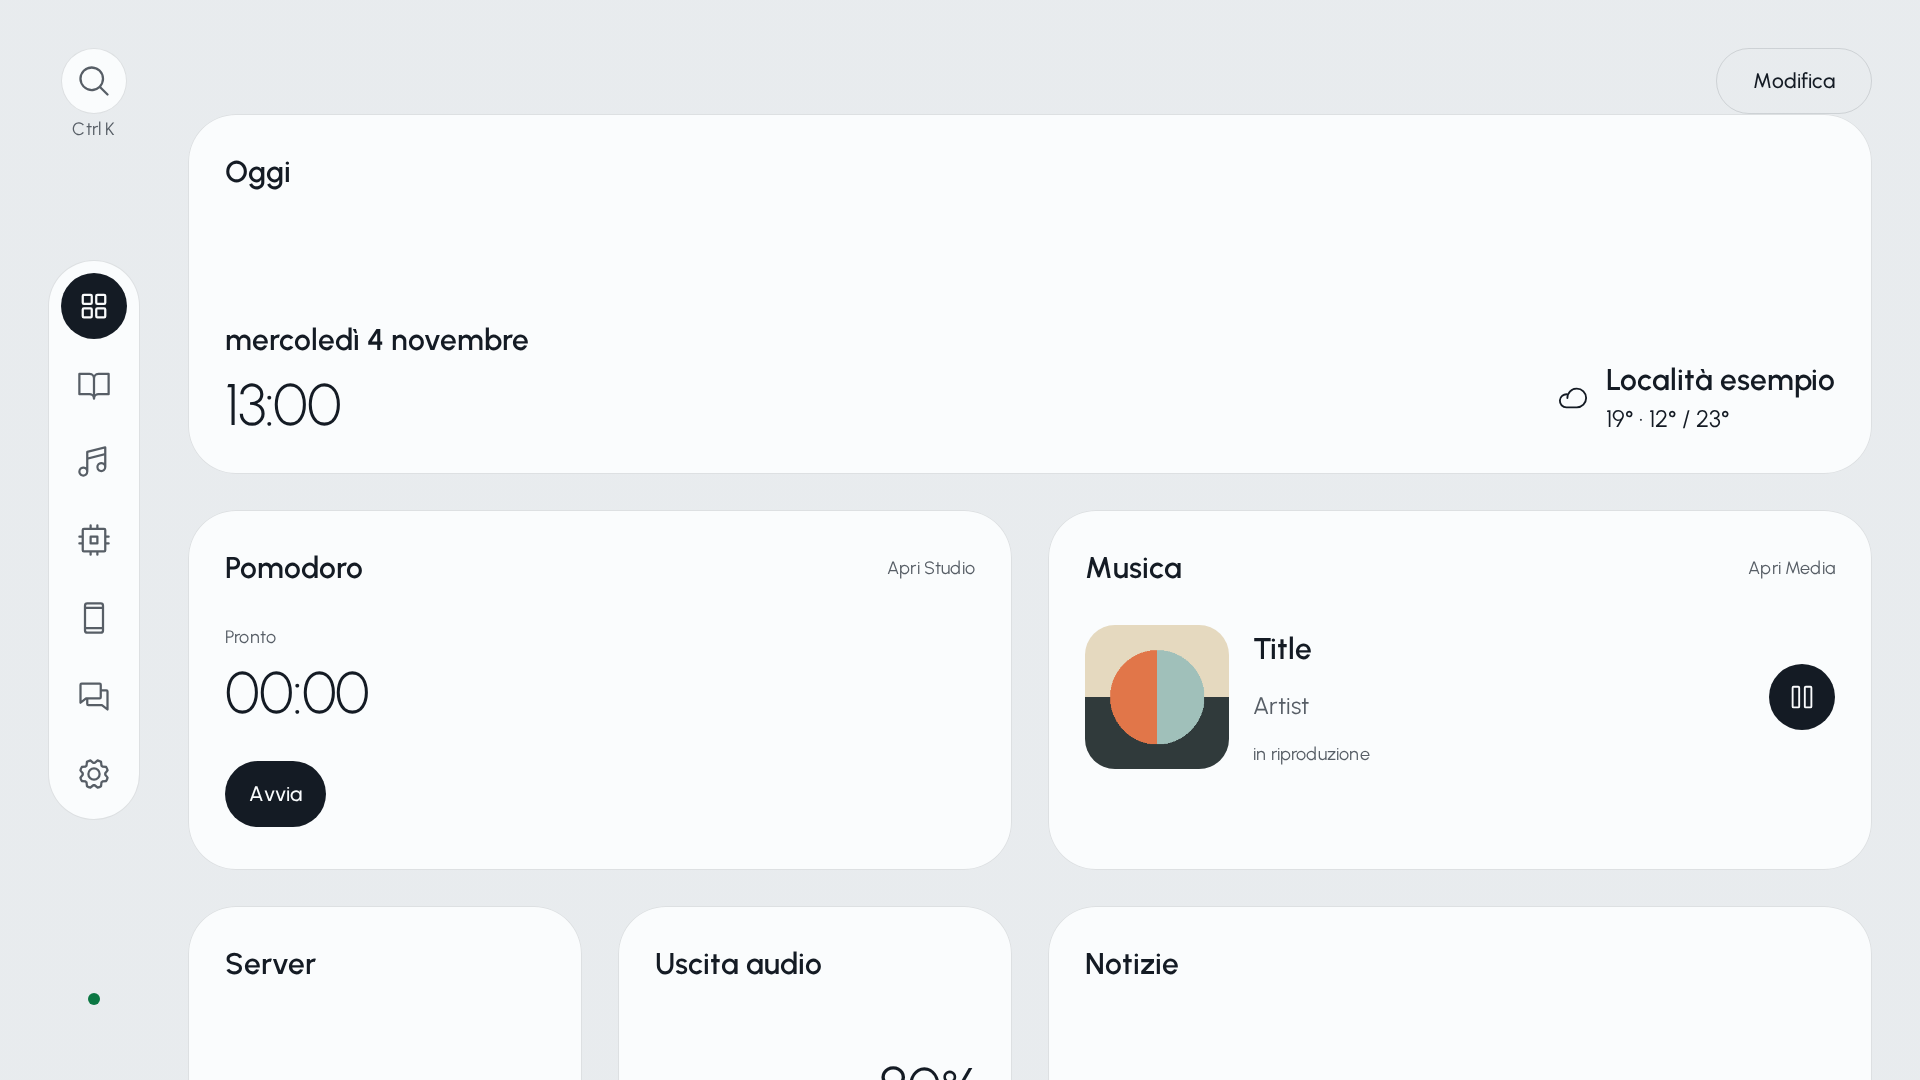 Ctrl K
Modifica
Oggi
mercoledì 4 novembre
13:00
Località esempio
19° · 12° / 23°
Pomodoro
Apri Studio
Pronto
00:00
Avvia
Musica
Apri Media
Title
Artist
in riproduzione
Server
Uscita audio
Notizie